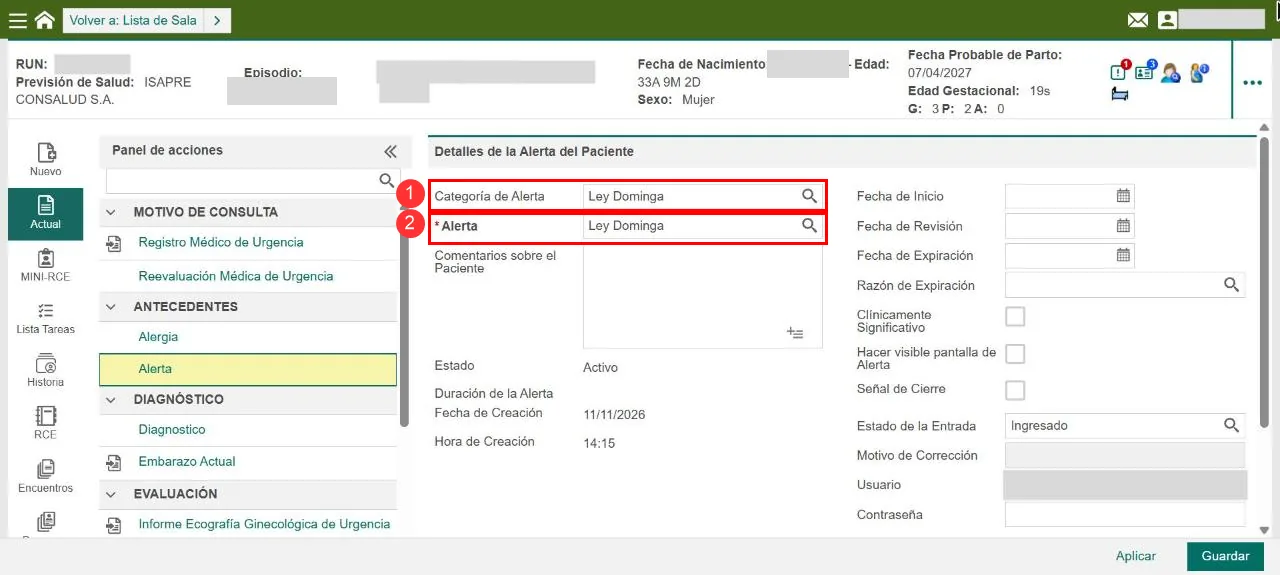 Volver a: Lista de Sala
RUN:
Previsión de Salud: ISAPRE
CONSALUD S.A.
Episodio:
Fecha de Nacimiento - Edad:
33A 9M 2D
Sexo: Mujer
Fecha Probable de Parto:
07/04/2027
Edad Gestacional: 19s
G: 3 P: 2 A: 0
1
3
Nuevo
Actual
MINI-RCE
Lista Tareas
Historia
RCE
Encuentros
Panel de acciones
MOTIVO DE CONSULTA
Registro Médico de Urgencia
Reevaluación Médica de Urgencia
ANTECEDENTES
Alergia
Alerta
DIAGNÓSTICO
Diagnostico
Embarazo Actual
EVALUACIÓN
Informe Ecografía Ginecológica de Urgencia
Detalles de la Alerta del Paciente
1
Categoría de Alerta Ley Dominga
2
* Alerta Ley Dominga
Comentarios sobre el
Paciente
Estado Activo
Duración de la Alerta
Fecha de Creación 11/11/2026
Hora de Creación 14:15
Fecha de Inicio
Fecha de Revisión
Fecha de Expiración
Razón de Expiración
Clínicamente
Significativo
Hacer visible pantalla de
Alerta
Señal de Cierre
Estado de la Entrada Ingresado
Motivo de Corrección
Usuario
Contraseña
Aplicar
Guardar